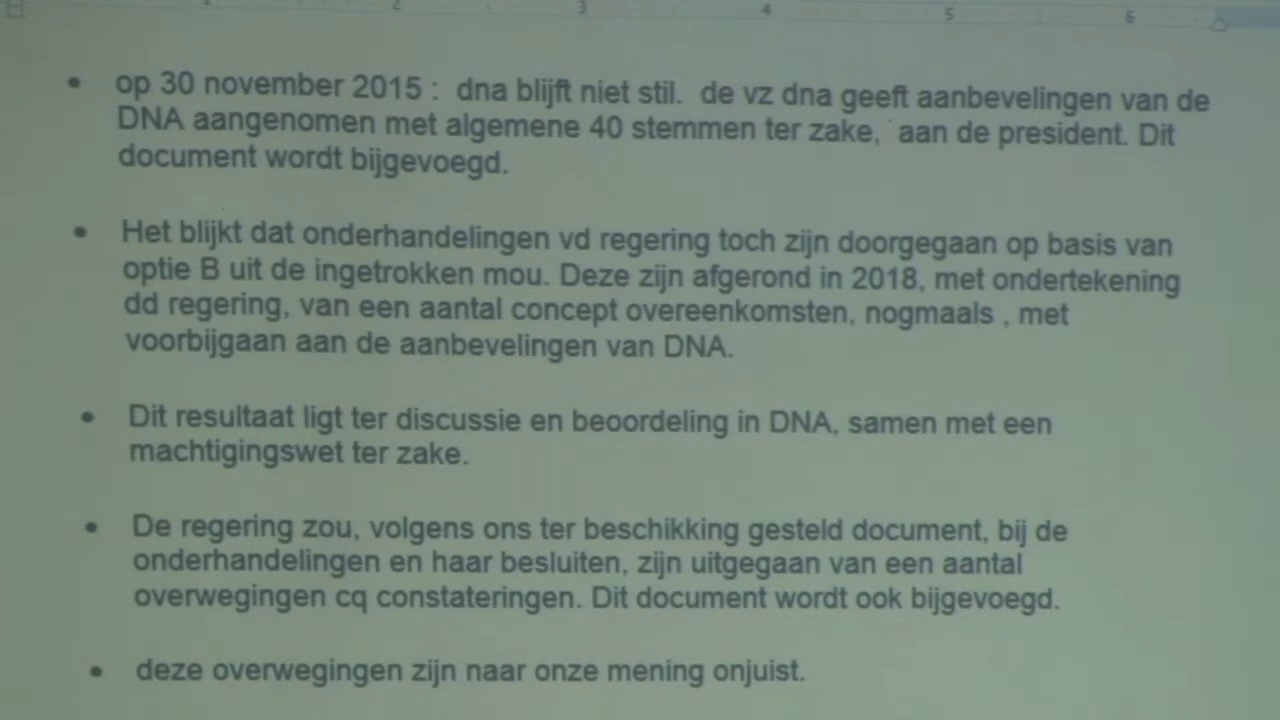 2 3 4 5 6
• op 30 november 2015 : dna blijft niet stil. de vz dna geeft aanbevelingen van de
DNA aangenomen met algemene 40 stemmen ter zake, aan de president. Dit
document wordt bijgevoegd.
• Het blijkt dat onderhandelingen vd regering toch zijn doorgegaan op basis van
optie B uit de ingetrokken mou. Deze zijn afgerond in 2018, met ondertekening
dd regering, van een aantal concept overeenkomsten, nogmaals , met
voorbijgaan aan de aanbevelingen van DNA.
• Dit resultaat ligt ter discussie en beoordeling in DNA, samen met een
machtigingswet ter zake.
• De regering zou, volgens ons ter beschikking gesteld document, bij de
onderhandelingen en haar besluiten, zijn uitgegaan van een aantal
overwegingen cq constateringen. Dit document wordt ook bijgevoegd.
• deze overwegingen zijn naar onze mening onjuist.